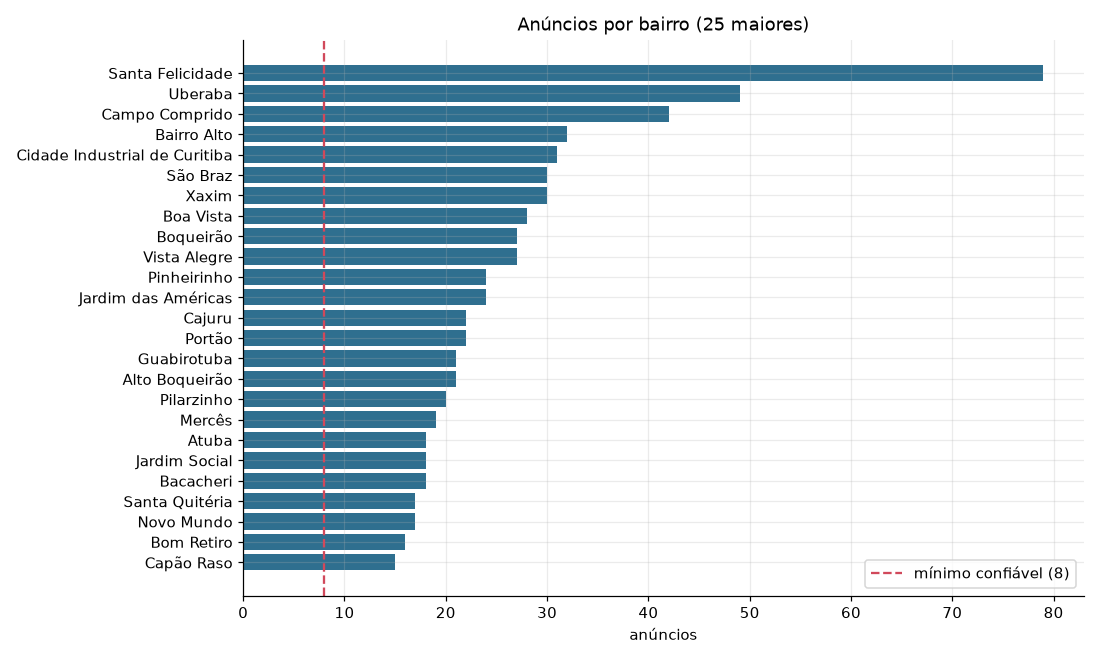 Anúncios por bairro (25 maiores)
Santa Felicidade
Uberaba
Campo Comprido
Bairro Alto
Cidade Industrial de Curitiba
São Braz
Xaxim
Boa Vista
Boqueirão
Vista Alegre
Pinheirinho
Jardim das Américas
Cajuru
Portão
Guabirotuba
Alto Boqueirão
Pilarzinho
Mercês
Atuba
Jardim Social
Bacacheri
Santa Quitéria
Novo Mundo
Bom Retiro
Capão Raso
mínimo confiável (8)
0 10 20 30 40 50 60 70 80
anúncios